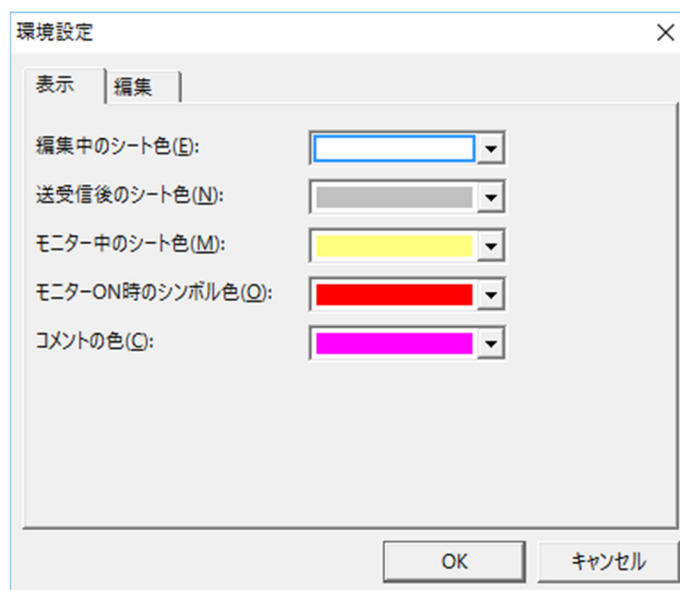 環境設定
表示 編集
編集中のシート色(E):
送受信後のシート色(N):
モニター中のシート色(M):
モニターON時のシンボル色(O):
コメントの色(C):
OK キャンセル